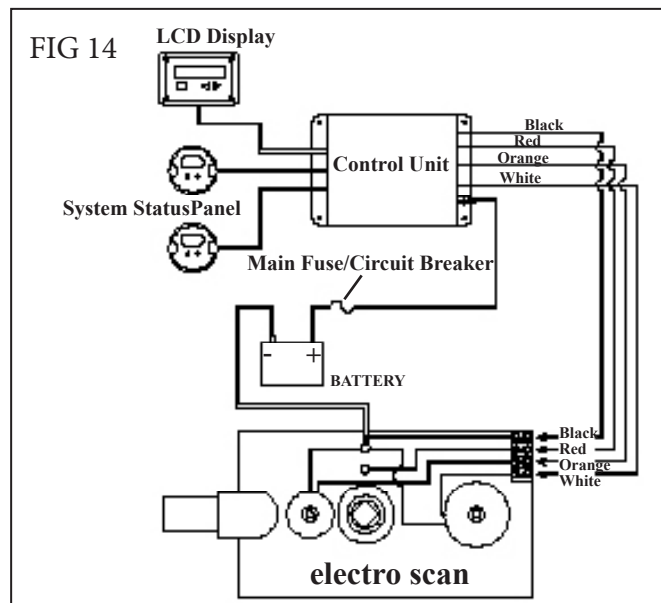 FIG 14
LCD Display
Control Unit
Black
Red
Orange
White
System StatusPanel
Main Fuse/Circuit Breaker
- +
BATTERY
Black
Red
Orange
White
electro scan